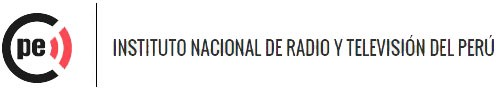 pe
INSTITUTO NACIONAL DE RADIO Y TELEVISIÓN DEL PERÚ